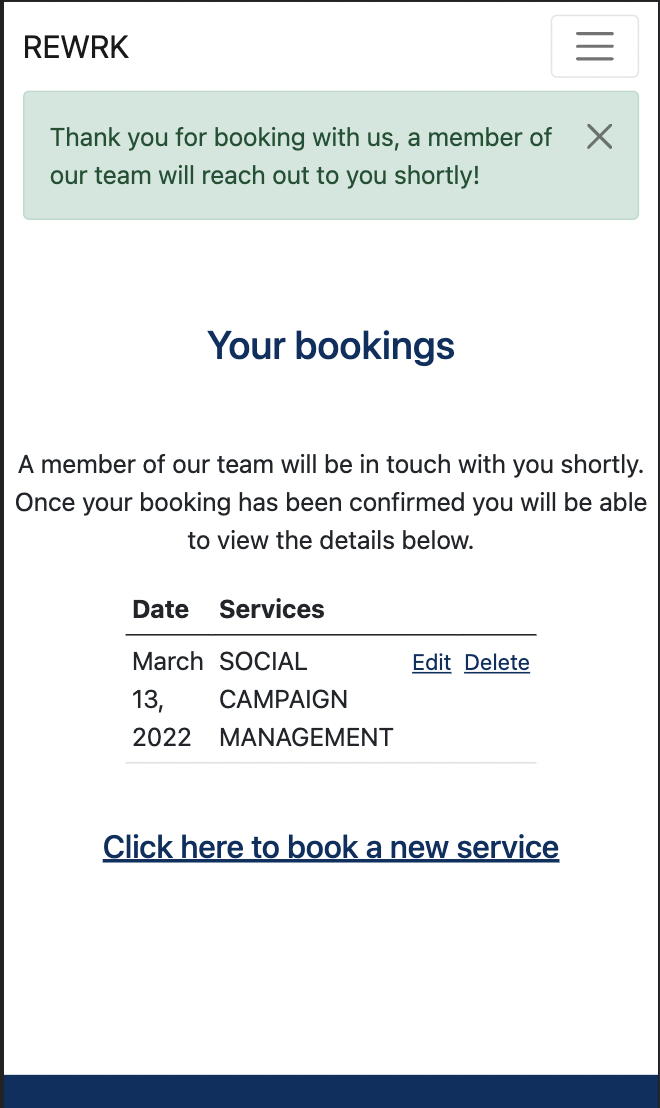 REWRK
Thank you for booking with us, a member of
our team will reach out to you shortly!
Your bookings
A member of our team will be in touch with you shortly.
Once your booking has been confirmed you will be able
to view the details below.
Date Services
March SOCIAL Edit Delete
13, CAMPAIGN
2022 MANAGEMENT
Click here to book a new service